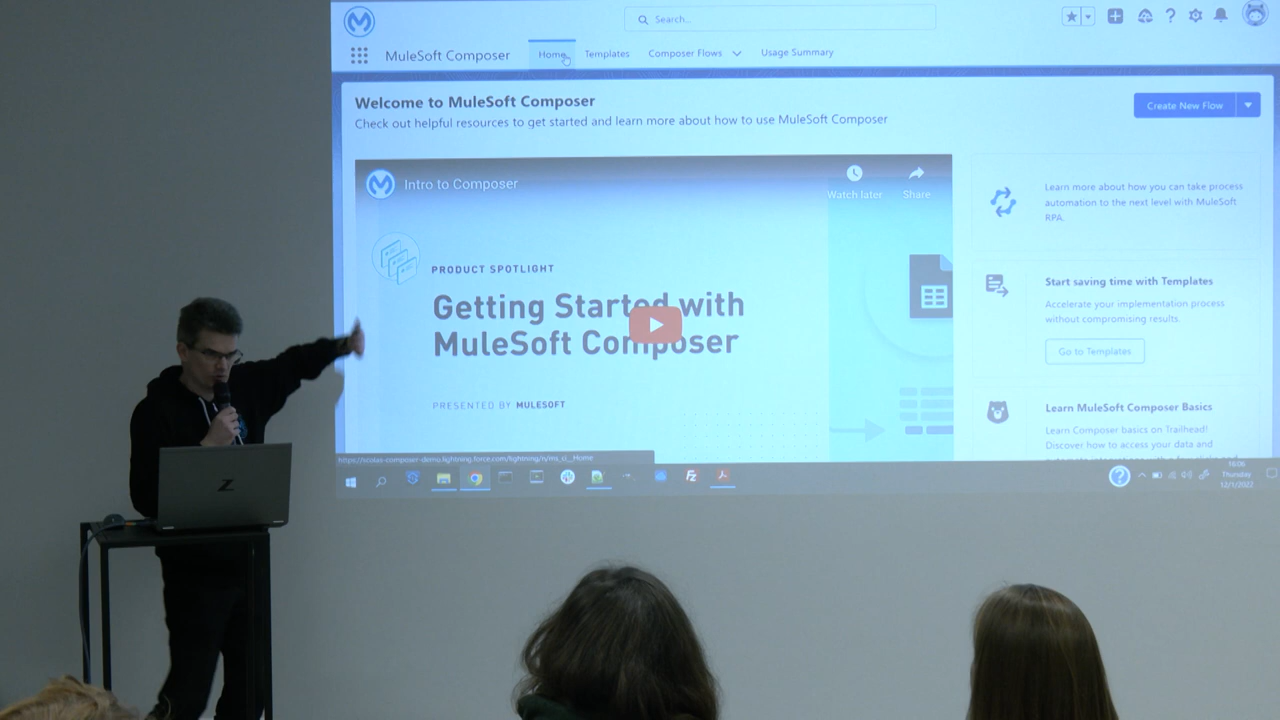 Search...
MuleSoft Composer
Home
Templates
Composer Flows
Usage Summary
Welcome to MuleSoft Composer
Check out helpful resources to get started and learn more about how to use MuleSoft Composer
Create New Flow
Intro to Composer
Watch later
Share
PRODUCT SPOTLIGHT
Getting Started with
MuleSoft Composer
PRESENTED BY MULESOFT
Learn more about how you can take process
automation to the next level with MuleSoft
RPA.
Start saving time with Templates
Accelerate your implementation process
without compromising results.
Go to Templates
Learn MuleSoft Composer Basics
Learn Composer basics on Trailhead!
Discover how to access your data and
16:06
Thursday
12/1/2022